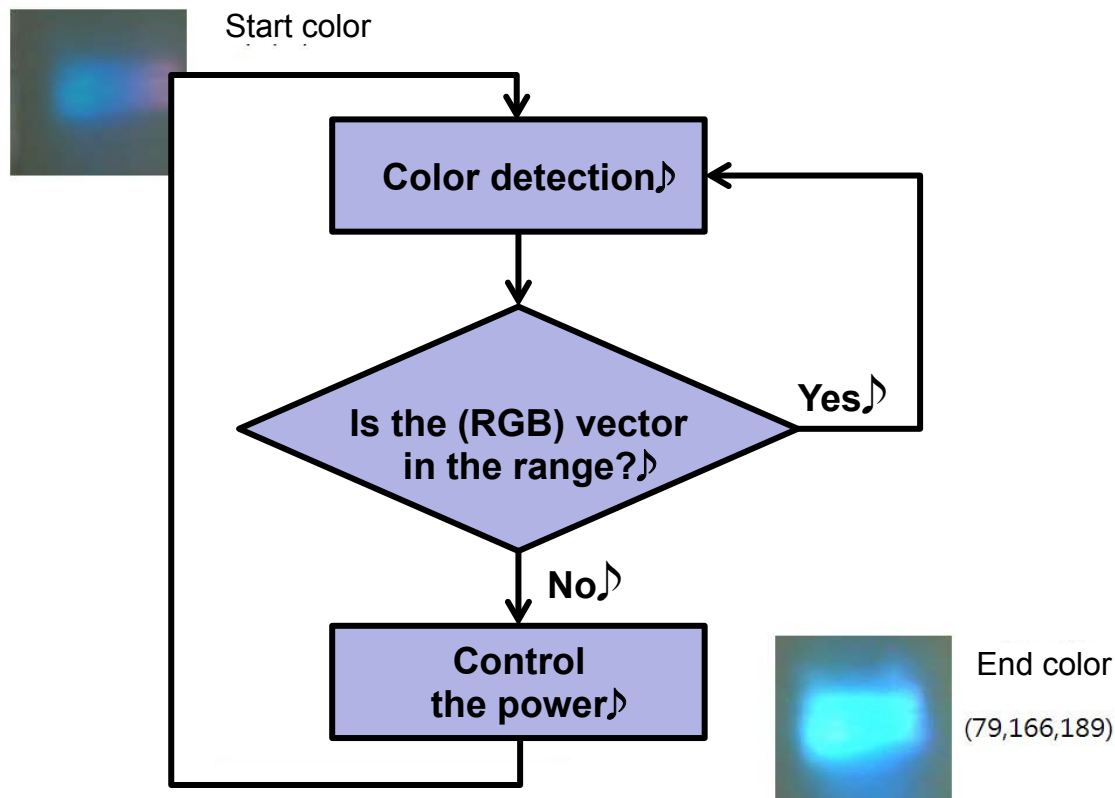 Start color
Color detection♪
Is the (RGB) vector
in the range?♪
Yes♪
No♪
Control
the power♪
End color
(79,166,189)